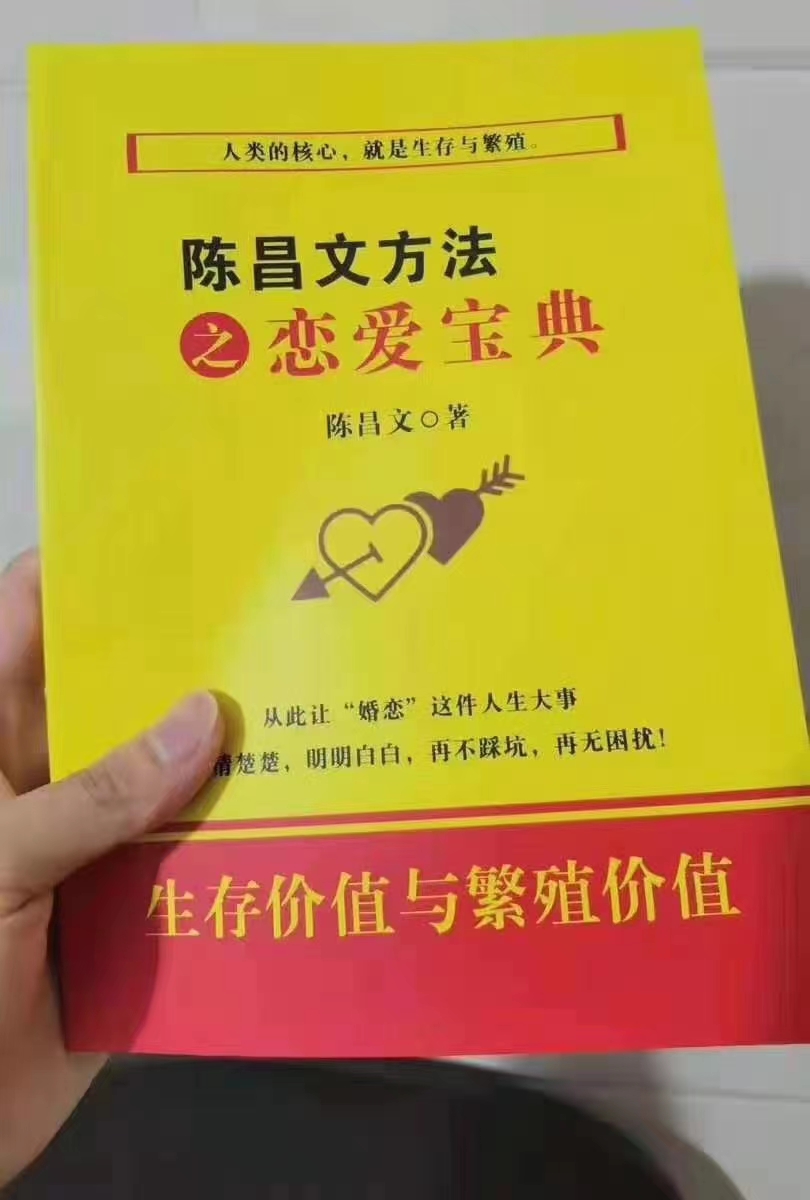 人类的核心，就是生存与繁殖。
陈昌文方法
之恋爱宝典
陈昌文○著
从此让“婚恋”这件人生大事
清楚楚，明明白白，再不踩坑，再无困扰！
生存价值与繁殖价值